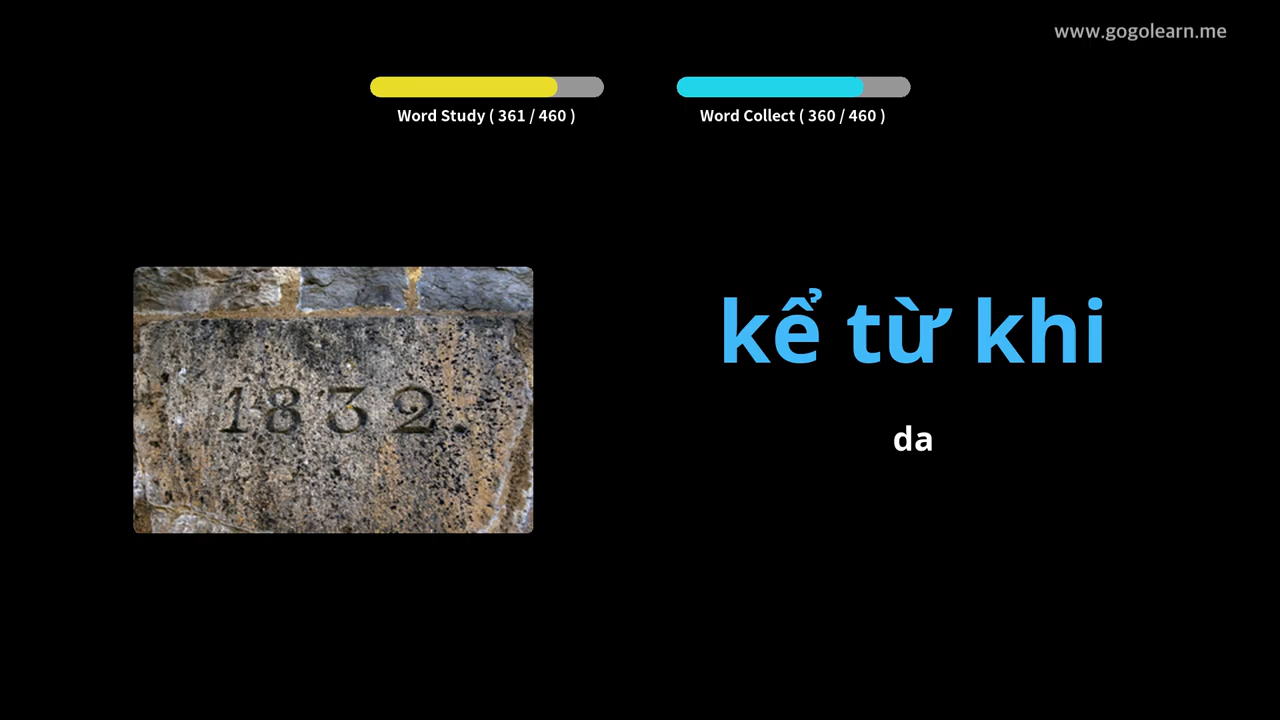 www.gogolearn.me
Word Study ( 361 / 460 )
Word Collect ( 360 / 460 )
1832.
kể từ khi
da